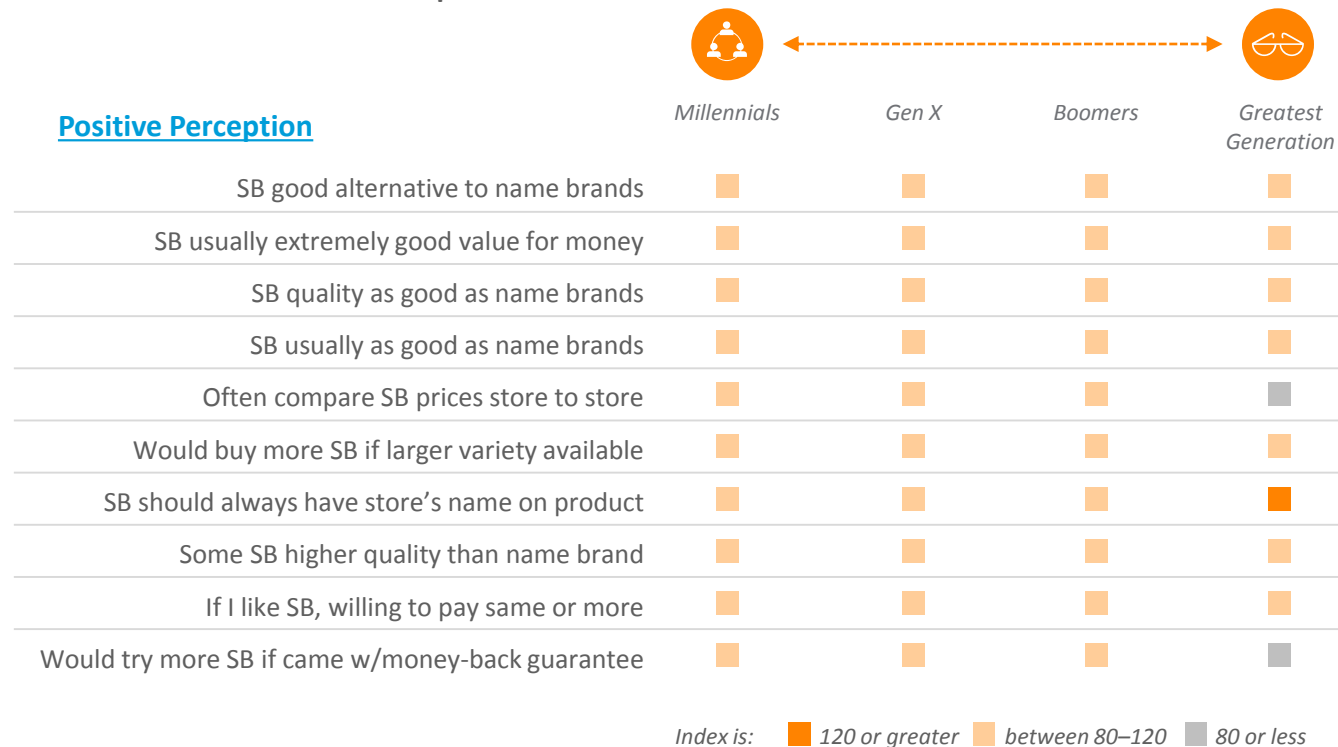 Millennials
Gen X
Boomers
Greatest
Generation
Positive Perception
SB good alternative to name brands
SB usually extremely good value for money
SB quality as good as name brands
SB usually as good as name brands
Often compare SB prices store to store
Would buy more SB if larger variety available
SB should always have store’s name on product
Some SB higher quality than name brand
If I like SB, willing to pay same or more
Would try more SB if came w/money-back guarantee
Index is: 120 or greater between 80–120 80 or less